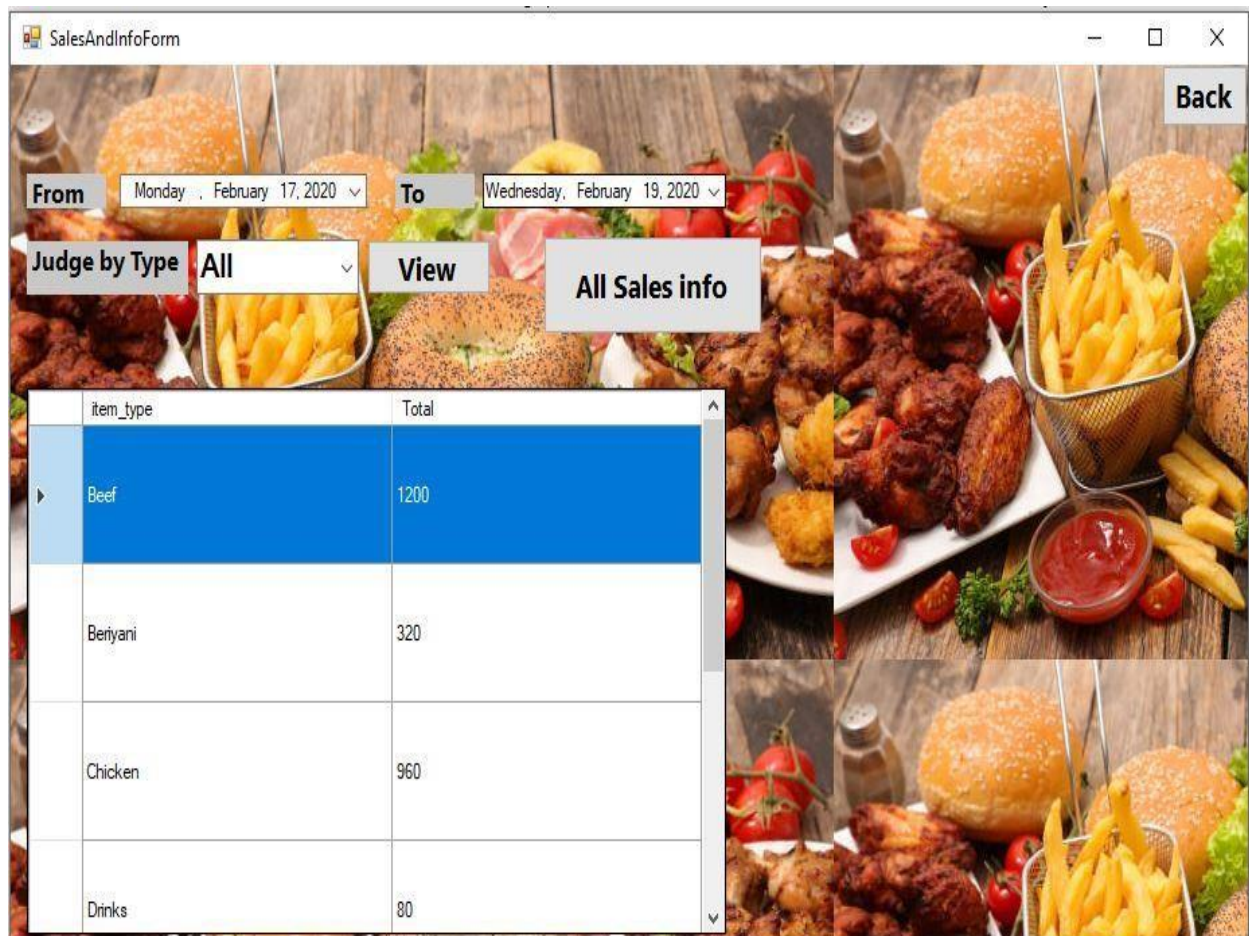 SalesAndInfoForm
Back
From Monday , February 17, 2020 To Wednesday, February 19, 2020
Judge by Type All View All Sales info
item_type Total
Beef 1200
Beriyani 320
Chicken 960
Drinks 80